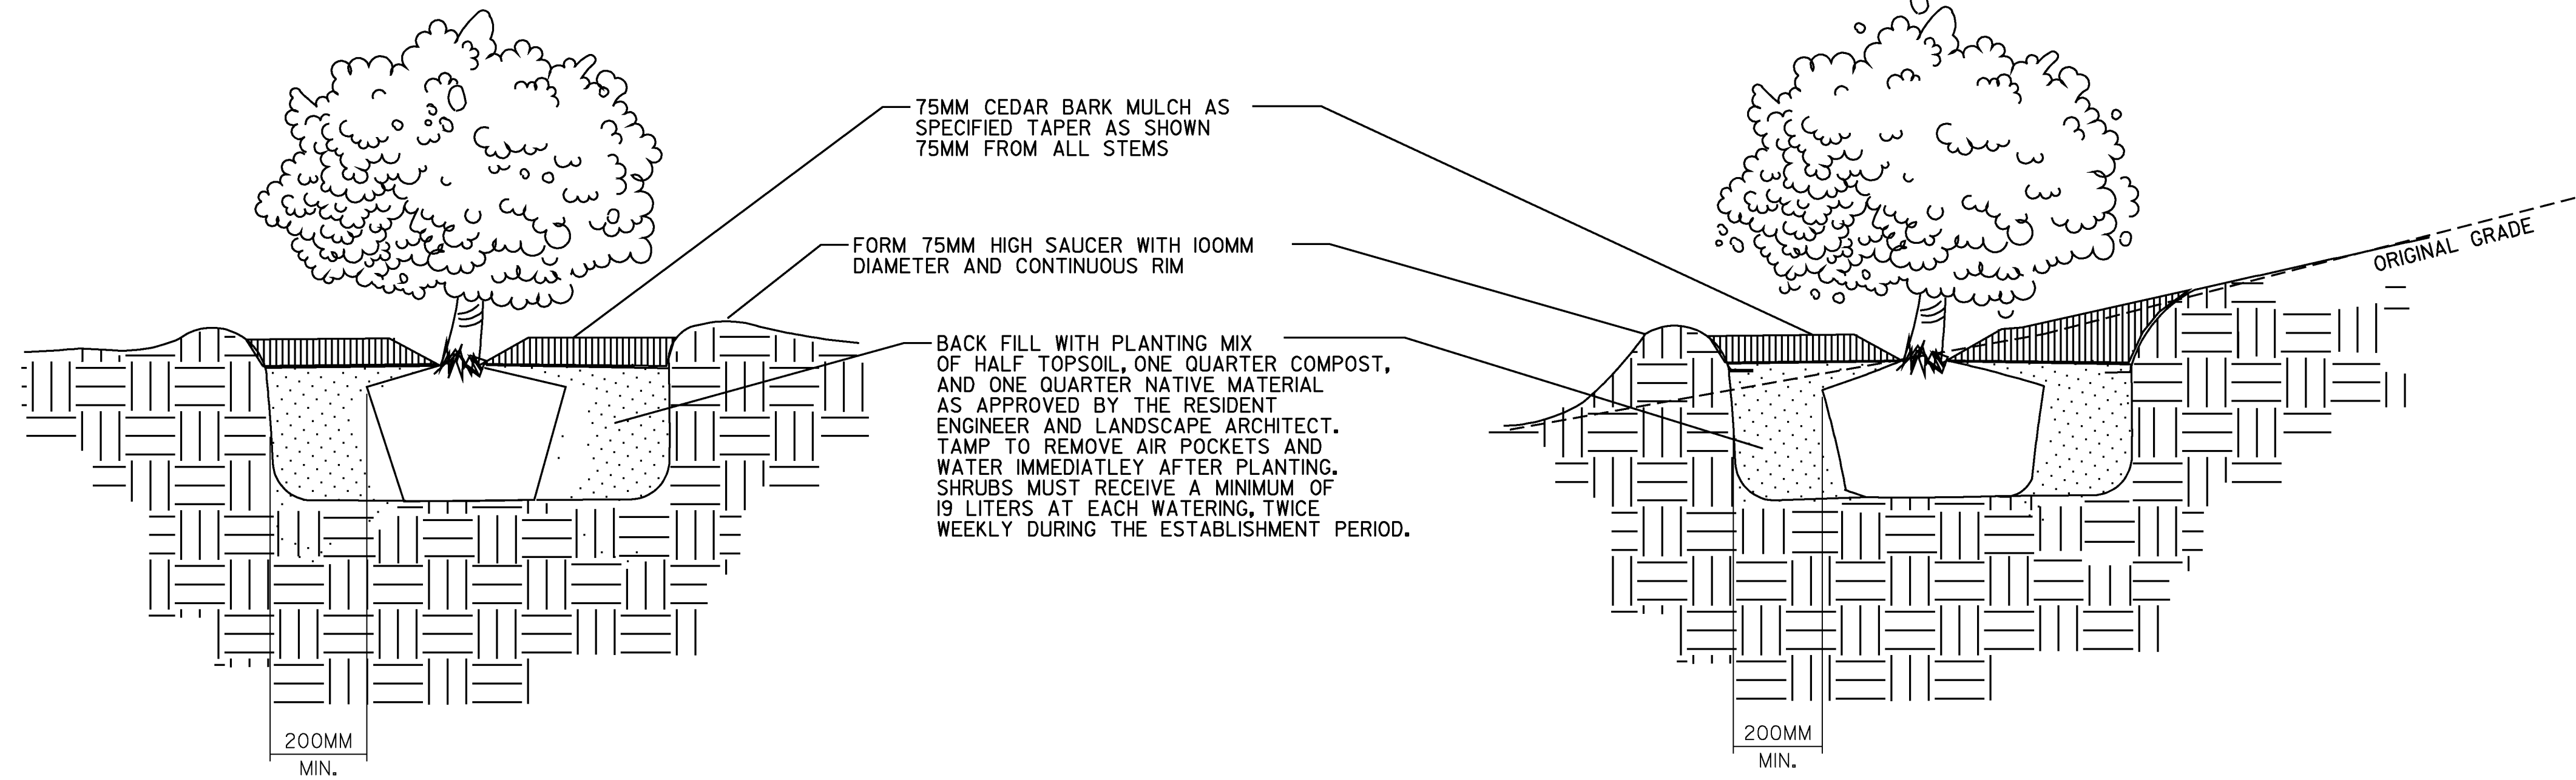 75MM CEDAR BARK MULCH AS
SPECIFIED TAPER AS SHOWN
75MM FROM ALL STEMS
FORM 75MM HIGH SAUCER WITH 100MM
DIAMETER AND CONTINUOUS RIM
BACK FILL WITH PLANTING MIX
OF HALF TOPSOIL, ONE QUARTER COMPOST,
AND ONE QUARTER NATIVE MATERIAL
AS APPROVED BY THE RESIDENT
ENGINEER AND LANDSCAPE ARCHITECT.
TAMP TO REMOVE AIR POCKETS AND
WATER IMMEDIATLEY AFTER PLANTING.
SHRUBS MUST RECEIVE A MINIMUM OF
19 LITERS AT EACH WATERING, TWICE
WEEKLY DURING THE ESTABLISHMENT PERIOD.
ORIGINAL GRADE
200MM
MIN.
200MM
MIN.